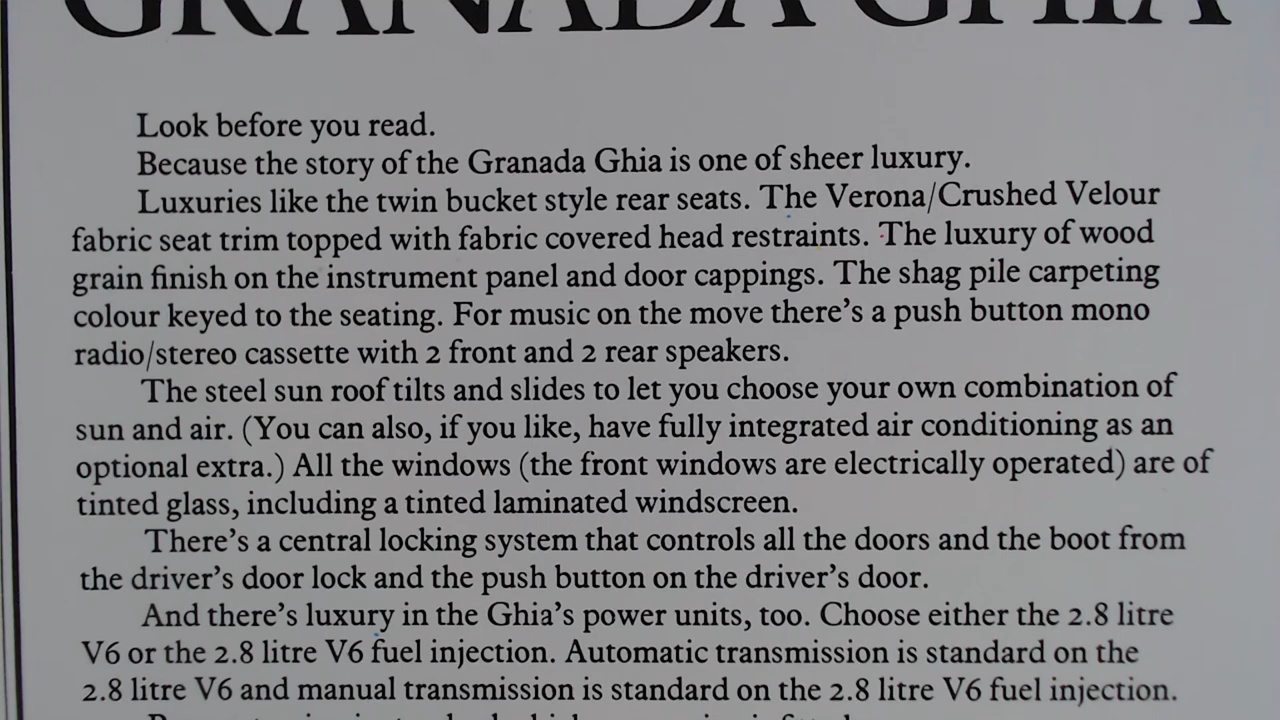 GRANADA GHIA
Look before you read.
Because the story of the Granada Ghia is one of sheer luxury.
Luxuries like the twin bucket style rear seats. The Verona/Crushed Velour
fabric seat trim topped with fabric covered head restraints. The luxury of wood
grain finish on the instrument panel and door cappings. The shag pile carpeting
colour keyed to the seating. For music on the move there's a push button mono
radio/stereo cassette with 2 front and 2 rear speakers.
The steel sun roof tilts and slides to let you choose your own combination of
sun and air. (You can also, if you like, have fully integrated air conditioning as an
optional extra.) All the windows (the front windows are electrically operated) are of
tinted glass, including a tinted laminated windscreen.
There's a central locking system that controls all the doors and the boot from
the driver's door lock and the push button on the driver's door.
And there's luxury in the Ghia's power units, too. Choose either the 2.8 litre
V6 or the 2.8 litre V6 fuel injection. Automatic transmission is standard on the
2.8 litre V6 and manual transmission is standard on the 2.8 litre V6 fuel injection.